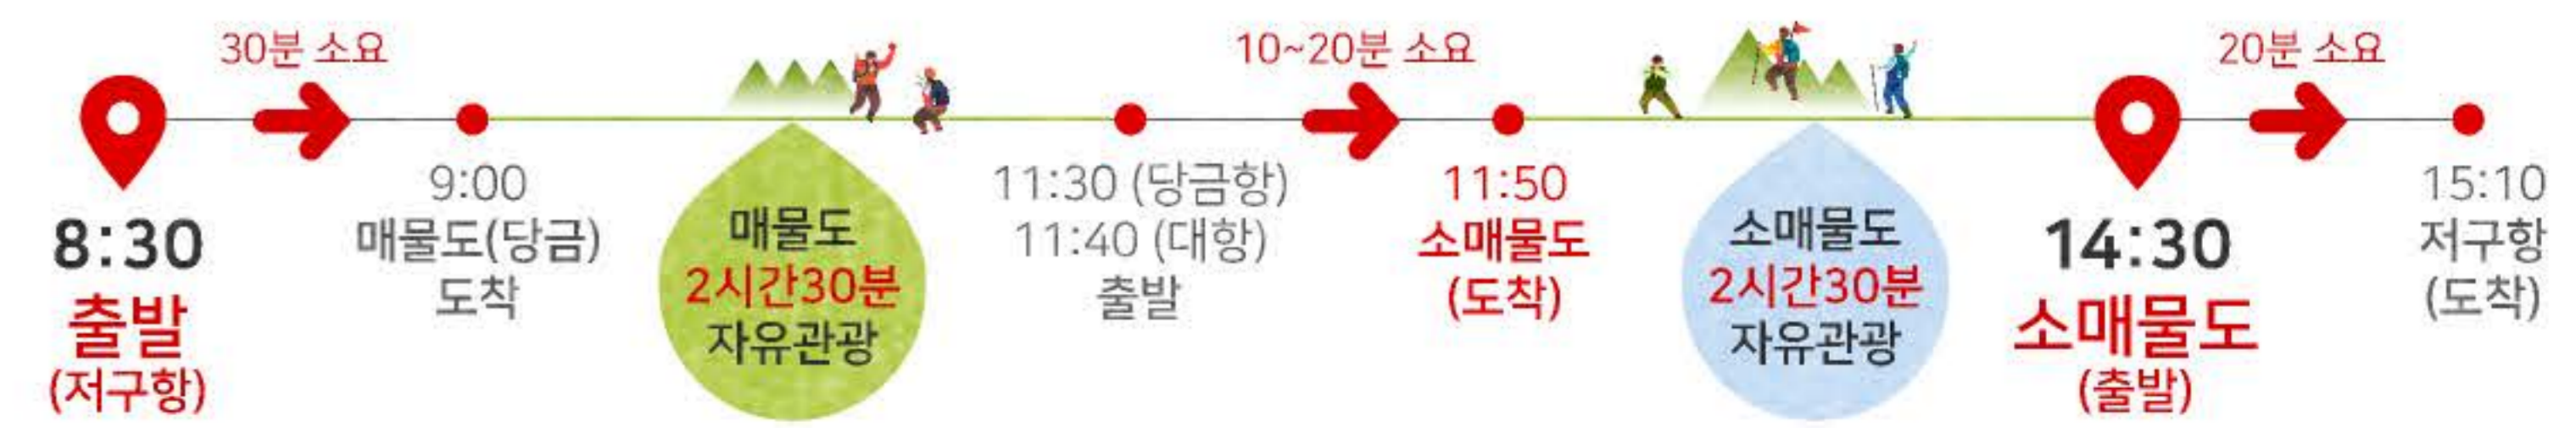 30분 소요
10~20분 소요
20분 소요
8:30
출발
(저구항)
9:00
매물도(당금)
도착
매물도
2시간30분
자유관광
11:30 (당금항)
11:40 (대항)
출발
11:50
소매물도
(도착)
소매물도
2시간30분
자유관광
14:30
소매물도
(출발)
15:10
저구항
(도착)